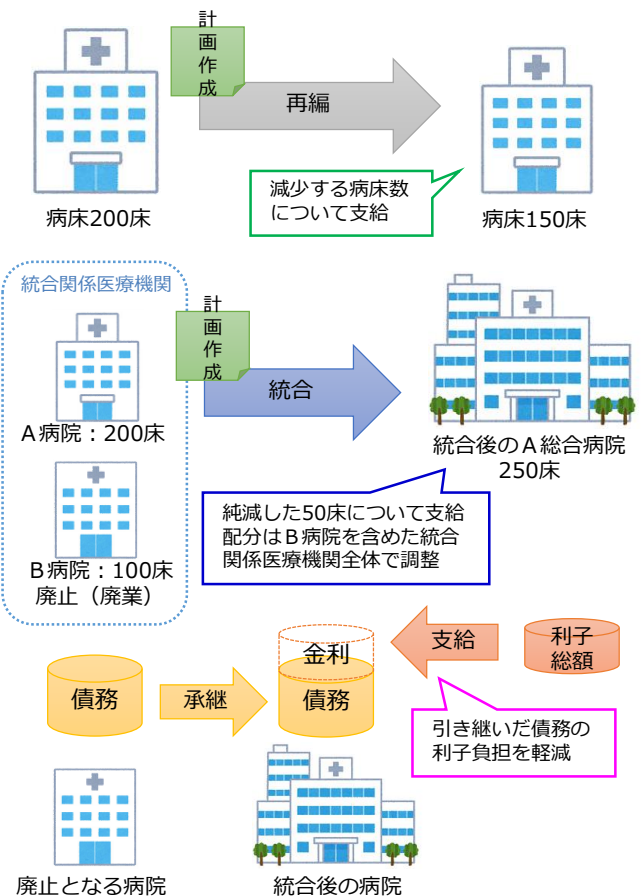 計画作成
再編
減少する病床数
について支給
病床200床
病床150床
統合関係医療機関
計画作成
統合
A病院：200床
統合後のA総合病院
250床
B病院：100床
廃止（廃業）
純減した50床について支給
配分はB病院を含めた統合
関係医療機関全体で調整
債務
承継
金利
債務
支給
利子
総額
引き継いだ債務の
利子負担を軽減
廃止となる病院
統合後の病院